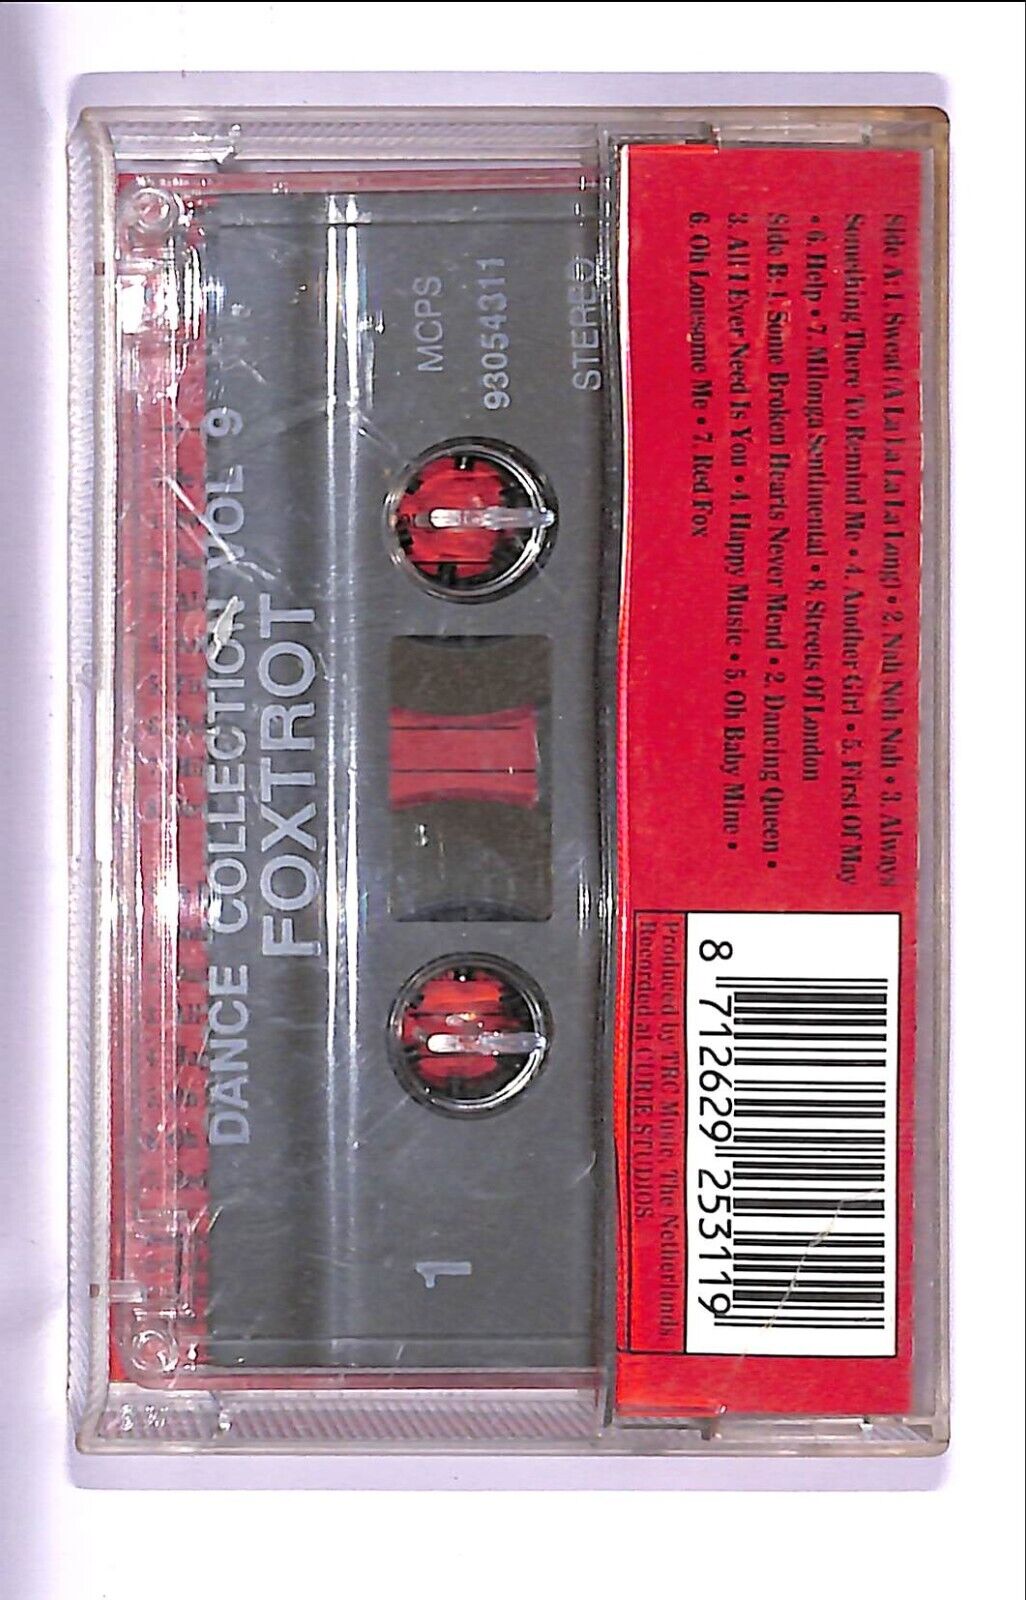 DANCE COLLECTION VOL 9
FOXTROT
MCPS
93054311
STEREO
1
Side A: 1 Sweat (A La La La La Long) • 2. Nah Neh Nah • 3. Always
Something There To Remind Me • 4. Another Girl • 5. First Of May
• 6. Help • 7. Milonga Sentimental • 8. Streets Of London
Side B: 1 Some Broken Hearts Never Mend • 2. Dancing Queen •
3. All I Ever Need Is You • 4. Happy Music • 5. Oh Baby Mine •
6. Oh Lonesome Me • 7. Red Fox
8 712629 253119
Produced by TRC Music, The Netherlands
Recorded at CURIE STUDIOS.